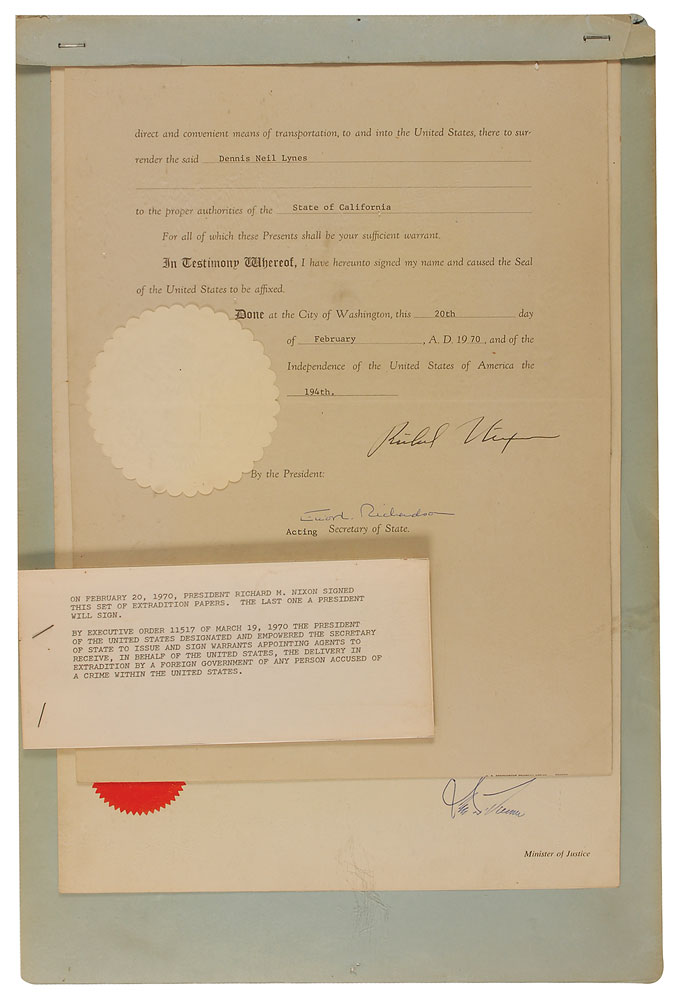 direct and convenient means of transportation, to and into the United States, there to sur-
render the said Dennis Neil Lynes
to the proper authorities of the State of California
For all of which these Presents shall be your sufficient warrant.
In Testimony Whereof, I have hereunto signed my name and caused the Seal
of the United States to be affixed.
Done at the City of Washington, this 20th day
of February, A. D. 1970, and of the
Independence of the United States of America the
194th.
Richard Nixon
By the President:
Elliot L. Richardson
Acting Secretary of State.
ON FEBRUARY 20, 1970, PRESIDENT RICHARD M. NIXON SIGNED
THIS SET OF EXTRADITION PAPERS. THE LAST ONE A PRESIDENT
WILL SIGN.
BY EXECUTIVE ORDER 11517 OF MARCH 19, 1970 THE PRESIDENT
OF THE UNITED STATES DESIGNATED AND EMPOWERED THE SECRETARY
OF STATE TO ISSUE AND SIGN WARRANTS APPOINTING AGENTS TO
RECEIVE, IN BEHALF OF THE UNITED STATES, THE DELIVERY IN
EXTRADITION BY A FOREIGN GOVERNMENT OF ANY PERSON ACCUSED OF
A CRIME WITHIN THE UNITED STATES.
Minister of Justice